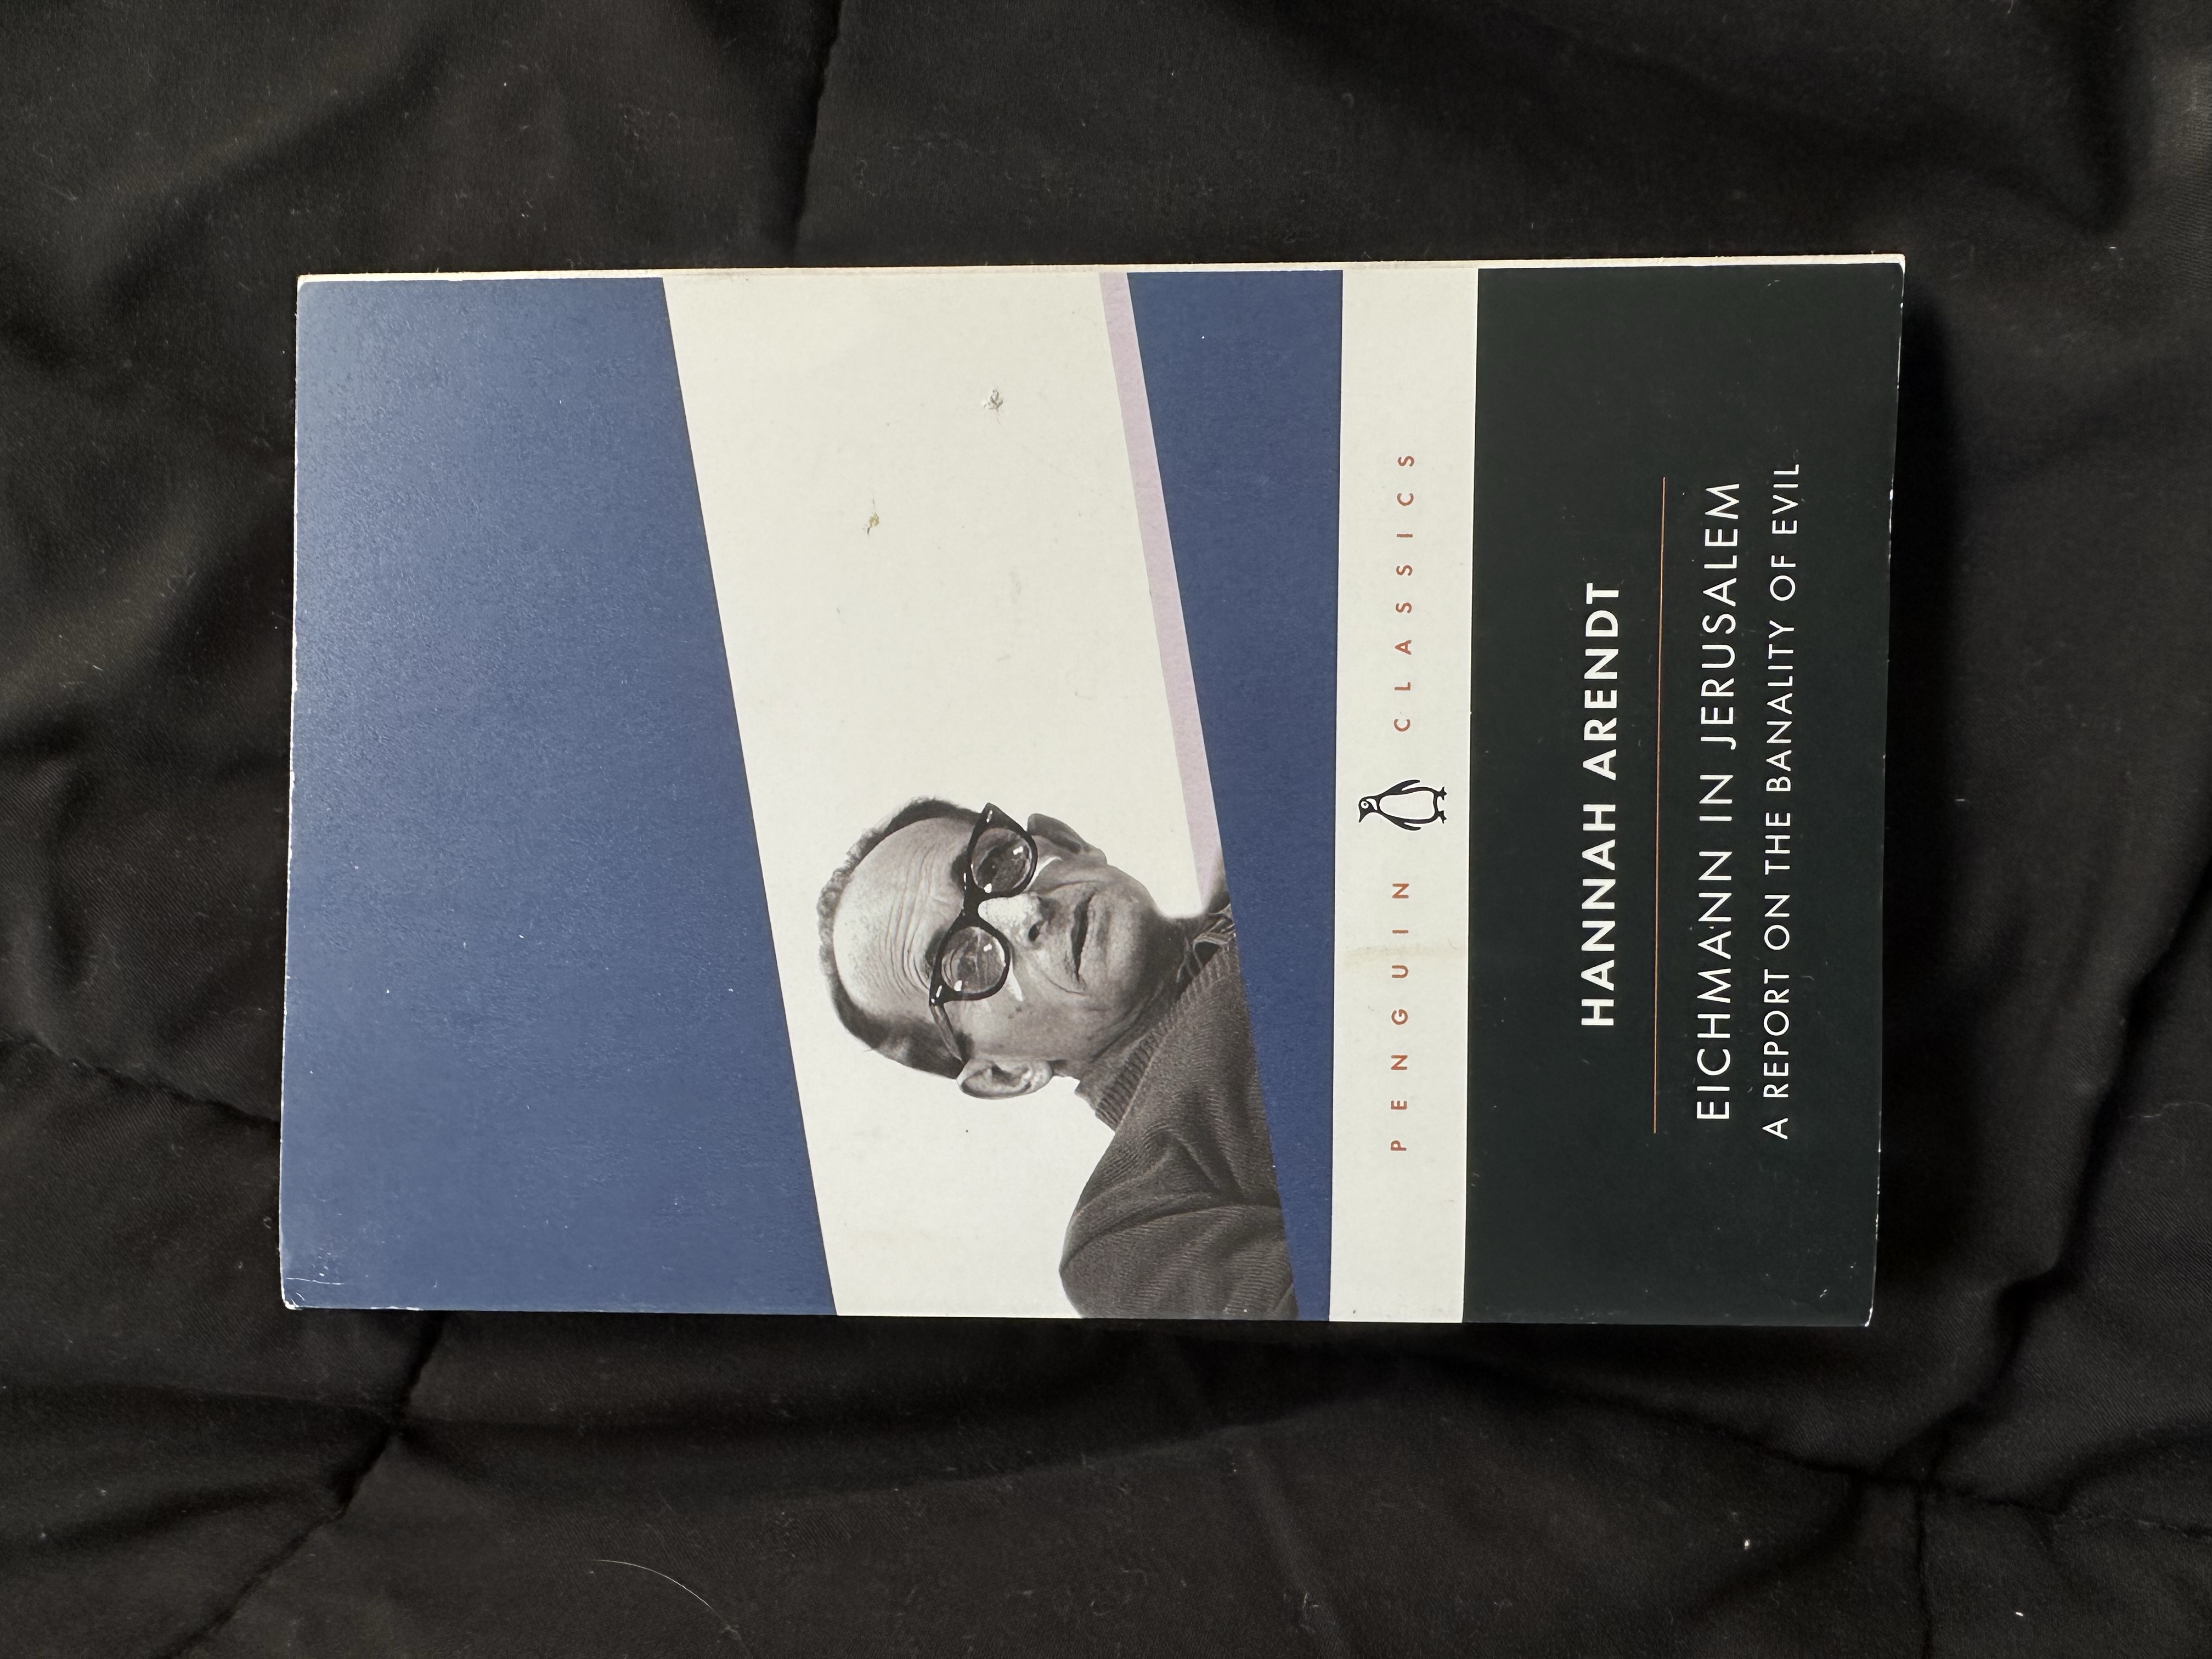 PENGUIN CLASSICS
HANNAH ARENDT
EICHMANN IN JERUSALEM
A REPORT ON THE BANALITY OF EVIL